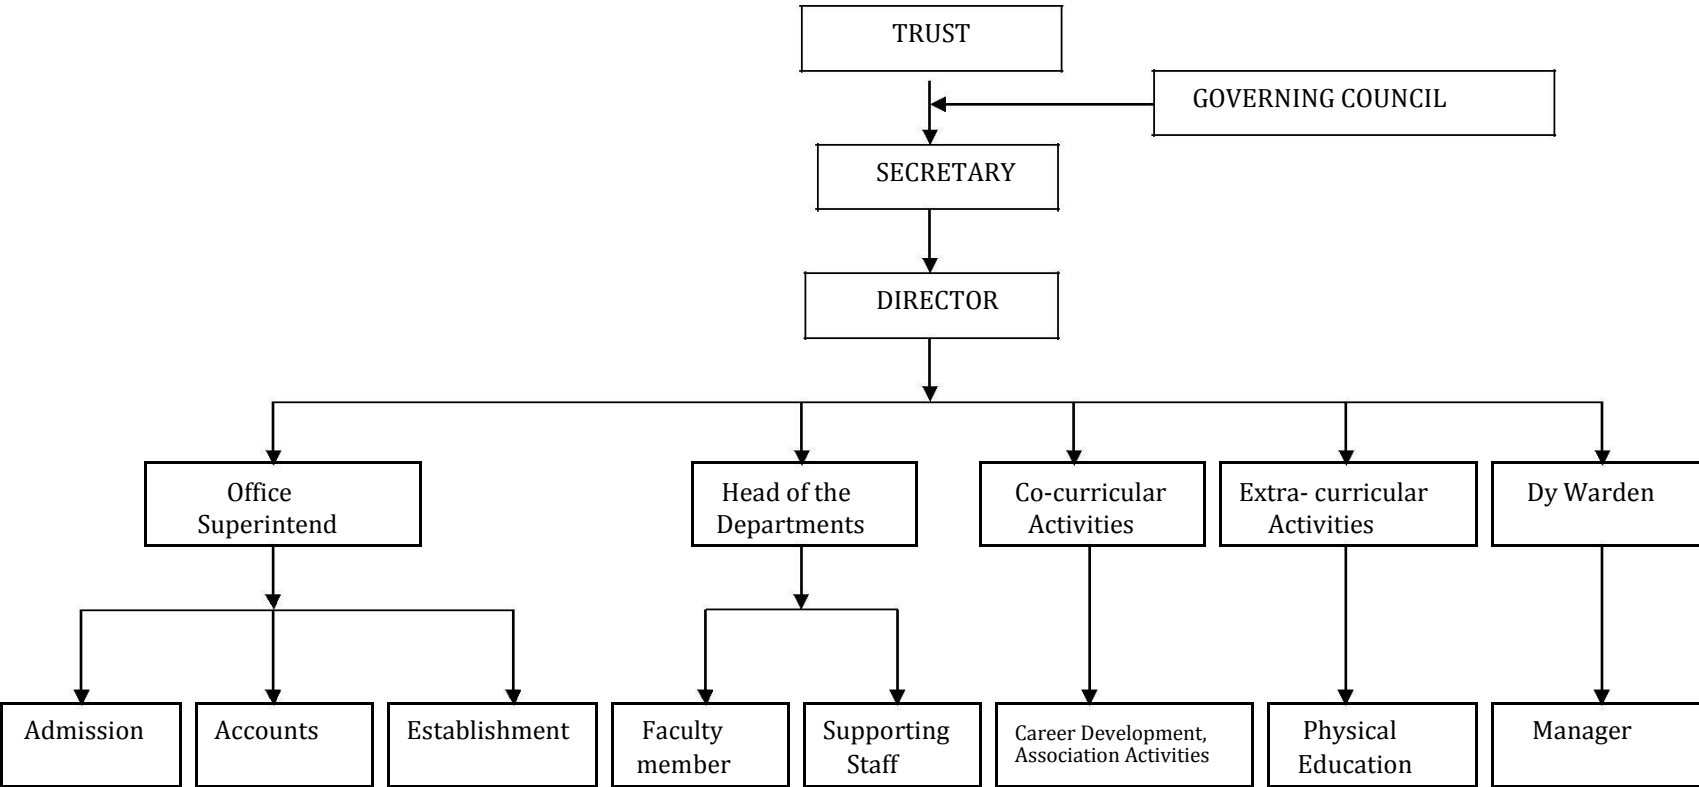 TRUST
GOVERNING COUNCIL
SECRETARY
DIRECTOR
Office
Superintend
Head of the
Departments
Co-curricular
Activities
Extra- curricular
Activities
Dy Warden
Admission
Accounts
Establishment
Faculty
member
Supporting
Staff
Career Development,
Association Activities
Physical
Education
Manager